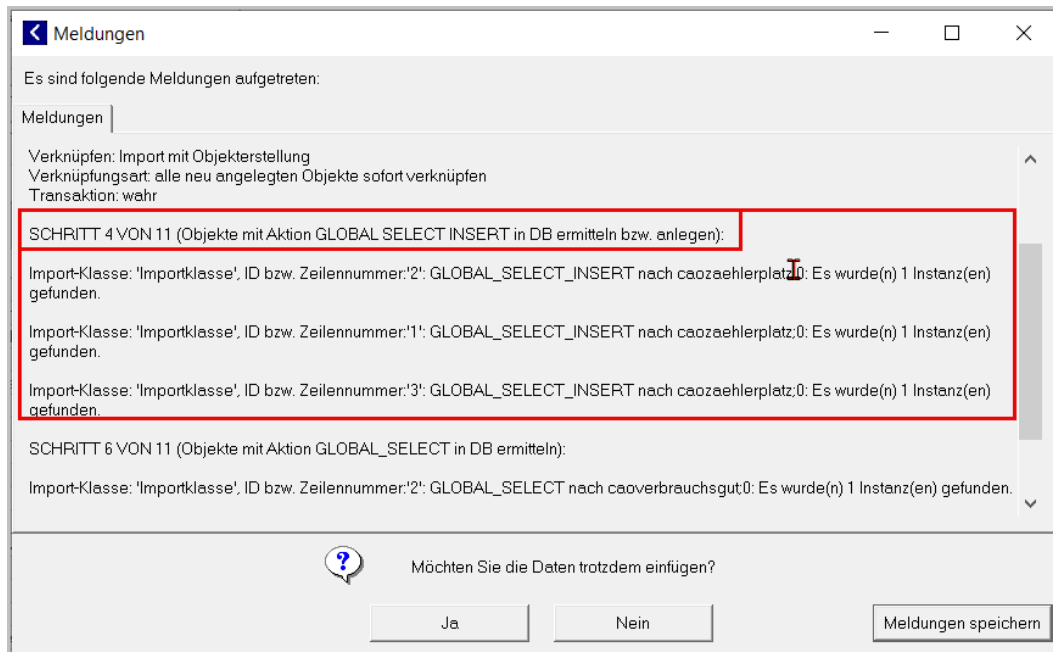 Meldungen
Es sind folgende Meldungen aufgetreten:
Meldungen
Verknüpfen: Import mit Objekterstellung
Verknüpfungsart: alle neu angelegten Objekte sofort verknüpfen
Transaktion: wahr
SCHRITT 4 VON 11 (Objekte mit Aktion GLOBAL SELECT INSERT in DB ermitteln bzw. anlegen):
Import-Klasse: 'Importklasse', ID bzw. Zeilennummer:'2': GLOBAL_SELECT_INSERT nach caozaehlerplatz;0: Es wurde(n) 1 Instanz(en)
gefunden.
Import-Klasse: 'Importklasse', ID bzw. Zeilennummer:'1': GLOBAL_SELECT_INSERT nach caozaehlerplatz;0: Es wurde(n) 1 Instanz(en)
gefunden.
Import-Klasse: 'Importklasse', ID bzw. Zeilennummer:'3': GLOBAL_SELECT_INSERT nach caozaehlerplatz;0: Es wurde(n) 1 Instanz(en)
gefunden.
SCHRITT 6 VON 11 (Objekte mit Aktion GLOBAL_SELECT in DB ermitteln):
Import-Klasse: 'Importklasse', ID bzw. Zeilennummer:'2': GLOBAL_SELECT nach caoverbrauchsgut;0: Es wurde(n) 1 Instanz(en) gefunden.
Möchten Sie die Daten trotzdem einfügen?
Ja
Nein
Meldungen speichern